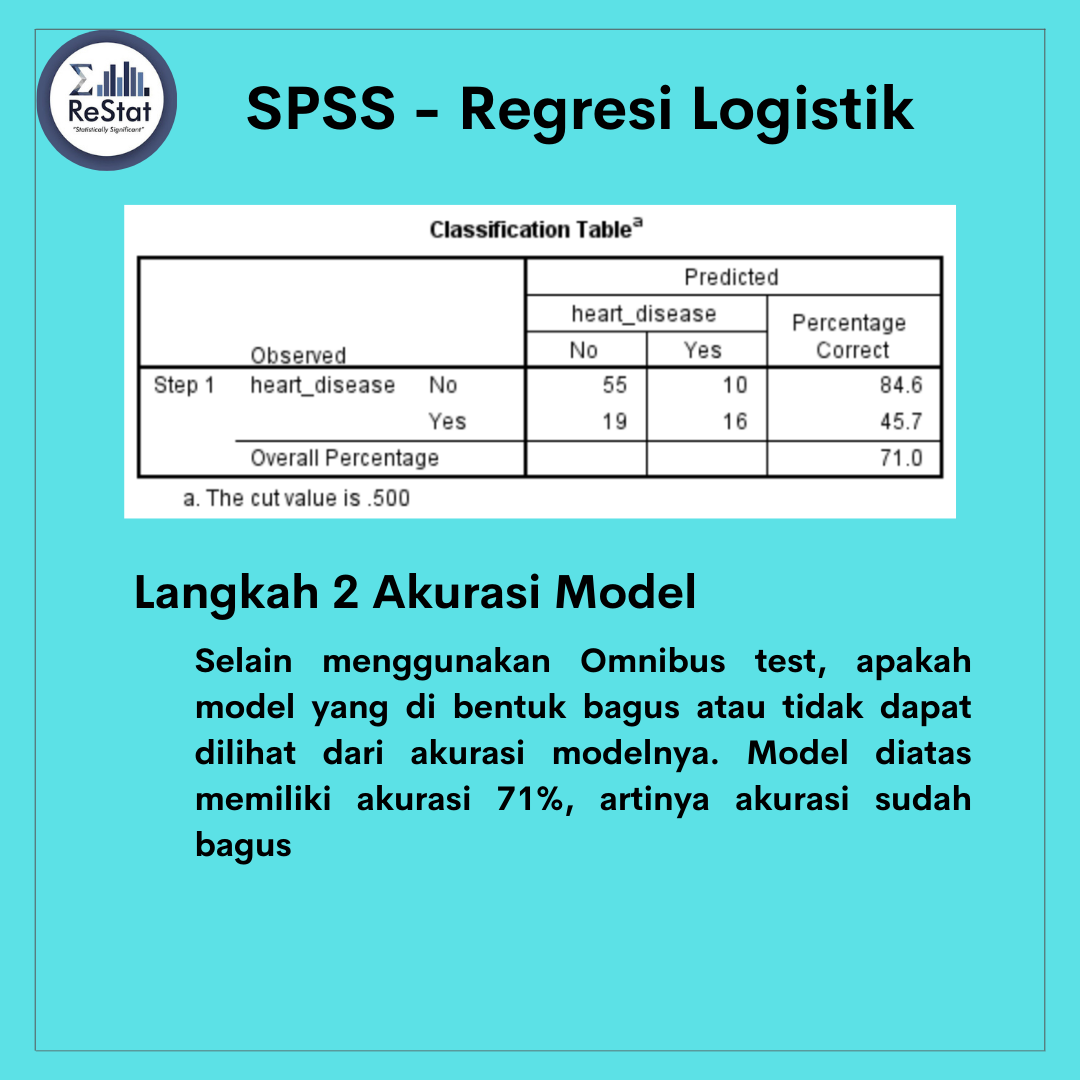 ReStat
"Statistically Significant"
SPSS - Regresi Logistik
Classification Tableᵃ
Predicted
heart_disease Percentage
Observed No Yes Correct
Step 1 heart_disease No 55 10 84.6
Yes 19 16 45.7
Overall Percentage 71.0
a. The cut value is .500
Langkah 2 Akurasi Model
Selain menggunakan Omnibus test, apakah
model yang di bentuk bagus atau tidak dapat
dilihat dari akurasi modelnya. Model diatas
memiliki akurasi 71%, artinya akurasi sudah
bagus